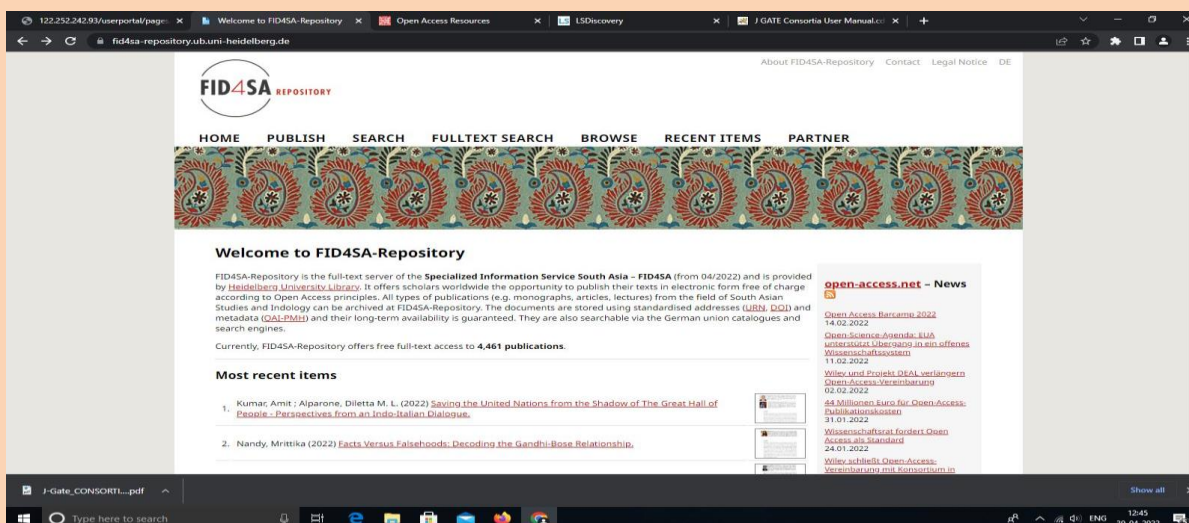 122.252.242.93/userportal/pages
Welcome to FID4SA-Repository
Open Access Resources
LSDiscovery
J GATE Consortia User Manual.cd
fid4sa-repository.ub.uni-heidelberg.de
About FID4SA-Repository Contact Legal Notice DE
FID4SA REPOSITORY
HOME PUBLISH SEARCH FULLTEXT SEARCH BROWSE RECENT ITEMS PARTNER
Welcome to FID4SA-Repository
FID4SA-Repository is the full-text server of the Specialized Information Service South Asia – FID4SA (from 04/2022) and is provided
by Heidelberg University Library. It offers scholars worldwide the opportunity to publish their texts in electronic form free of charge
according to Open Access principles. All types of publications (e.g. monographs, articles, lectures) from the field of South Asian
Studies and Indology can be archived at FID4SA-Repository. The documents are stored using standardised addresses (URN, DOI) and
metadata (OAI-PMH) and their long-term availability is guaranteed. They are also searchable via the German union catalogues and
search engines.
Currently, FID4SA-Repository offers free full-text access to 4,461 publications.
Most recent items
1. Kumar, Amit ; Alparone, Diletta M. L. (2022) Saving the United Nations from the Shadow of The Great Hall of
People - Perspectives from an Indo-Italian Dialogue.
2. Nandy, Mrittika (2022) Facts Versus Falsehoods: Decoding the Gandhi-Bose Relationship.
open-access.net – News
Open Access Barcamp 2022
14.02.2022
Open-Science-Agenda: EUA
unterstützt Übergang in ein offenes
Wissenschaftssystem
11.02.2022
Wiley und Projekt DEAL verlängern
Open-Access-Vereinbarung
02.02.2022
44 Millionen Euro für Open-Access-
Publikationskosten
31.01.2022
Wissenschaftsrat fordert Open
Access als Standard
24.01.2022
Wiley schließt Open-Access-
Vereinbarung mit Konsortium in
J-Gate_CONSORTI....pdf
Show all
Type here to search
ENG
12:45